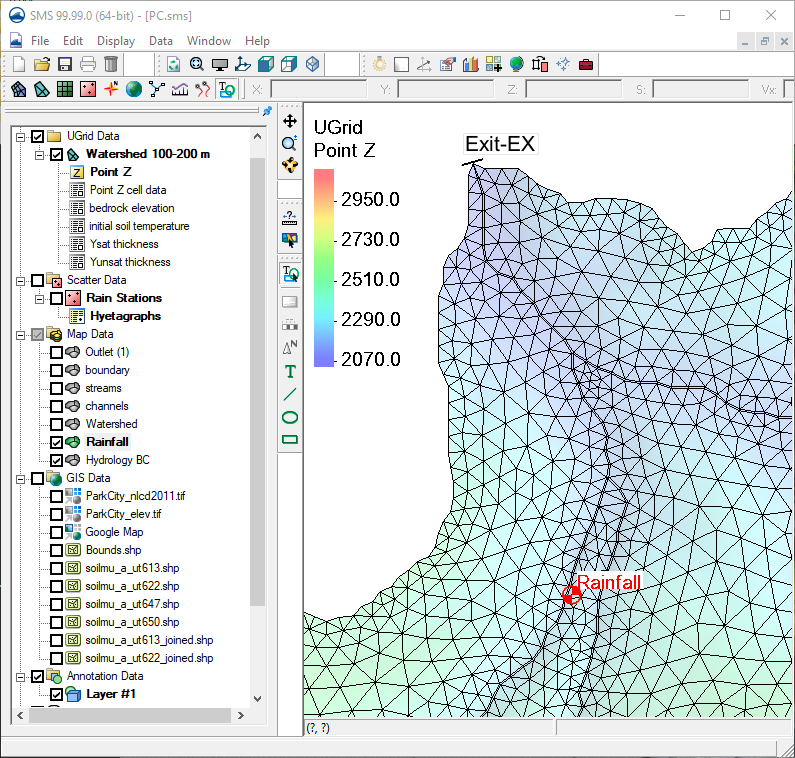 SMS 99.99.0 (64-bit) - [PC.sms]
File Edit Display Data Window Help
X: Y: Z: S: Vx:
UGrid Data
Watershed 100-200 m
Point Z
Point Z cell data
bedrock elevation
initial soil temperature
Ysat thickness
Yunsat thickness
Scatter Data
Rain Stations
Hyetagraphs
Map Data
Outlet (1)
boundary
streams
channels
Watershed
Rainfall
Hydrology BC
GIS Data
ParkCity_nlcd2011.tif
ParkCity_elev.tif
Google Map
Bounds.shp
soilmu_a_ut613.shp
soilmu_a_ut622.shp
soilmu_a_ut647.shp
soilmu_a_ut650.shp
soilmu_a_ut613_joined.shp
soilmu_a_ut622_joined.shp
Annotation Data
Layer #1
UGrid
Point Z
2950.0
2730.0
2510.0
2290.0
2070.0
Exit-EX
Rainfall
(?, ?)